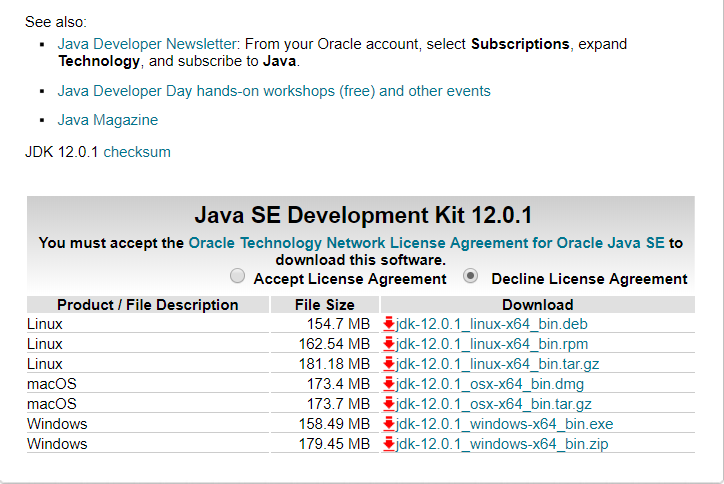 See also:
▪ Java Developer Newsletter: From your Oracle account, select Subscriptions, expand
Technology, and subscribe to Java.
▪ Java Developer Day hands-on workshops (free) and other events
▪ Java Magazine
JDK 12.0.1 checksum
Java SE Development Kit 12.0.1
You must accept the Oracle Technology Network License Agreement for Oracle Java SE to
download this software.
Accept License Agreement Decline License Agreement
Product / File Description File Size Download
Linux 154.7 MB jdk-12.0.1_linux-x64_bin.deb
Linux 162.54 MB jdk-12.0.1_linux-x64_bin.rpm
Linux 181.18 MB jdk-12.0.1_linux-x64_bin.tar.gz
macOS 173.4 MB jdk-12.0.1_osx-x64_bin.dmg
macOS 173.7 MB jdk-12.0.1_osx-x64_bin.tar.gz
Windows 158.49 MB jdk-12.0.1_windows-x64_bin.exe
Windows 179.45 MB jdk-12.0.1_windows-x64_bin.zip